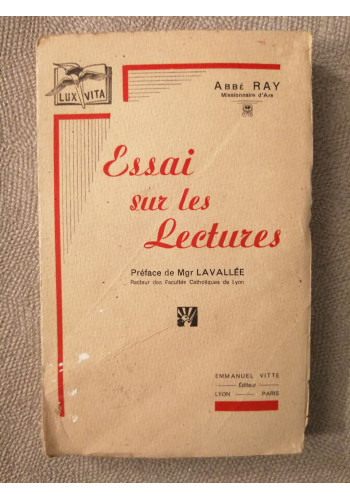 LUX VITA
ABBÉ RAY
Missionnaire d'Ars
Essai
sur les
Lectures
Préface de Mgr LAVALLÉE
Recteur des Facultés Catholiques de Lyon
EMMANUEL VITTE
Éditeur
LYON PARIS